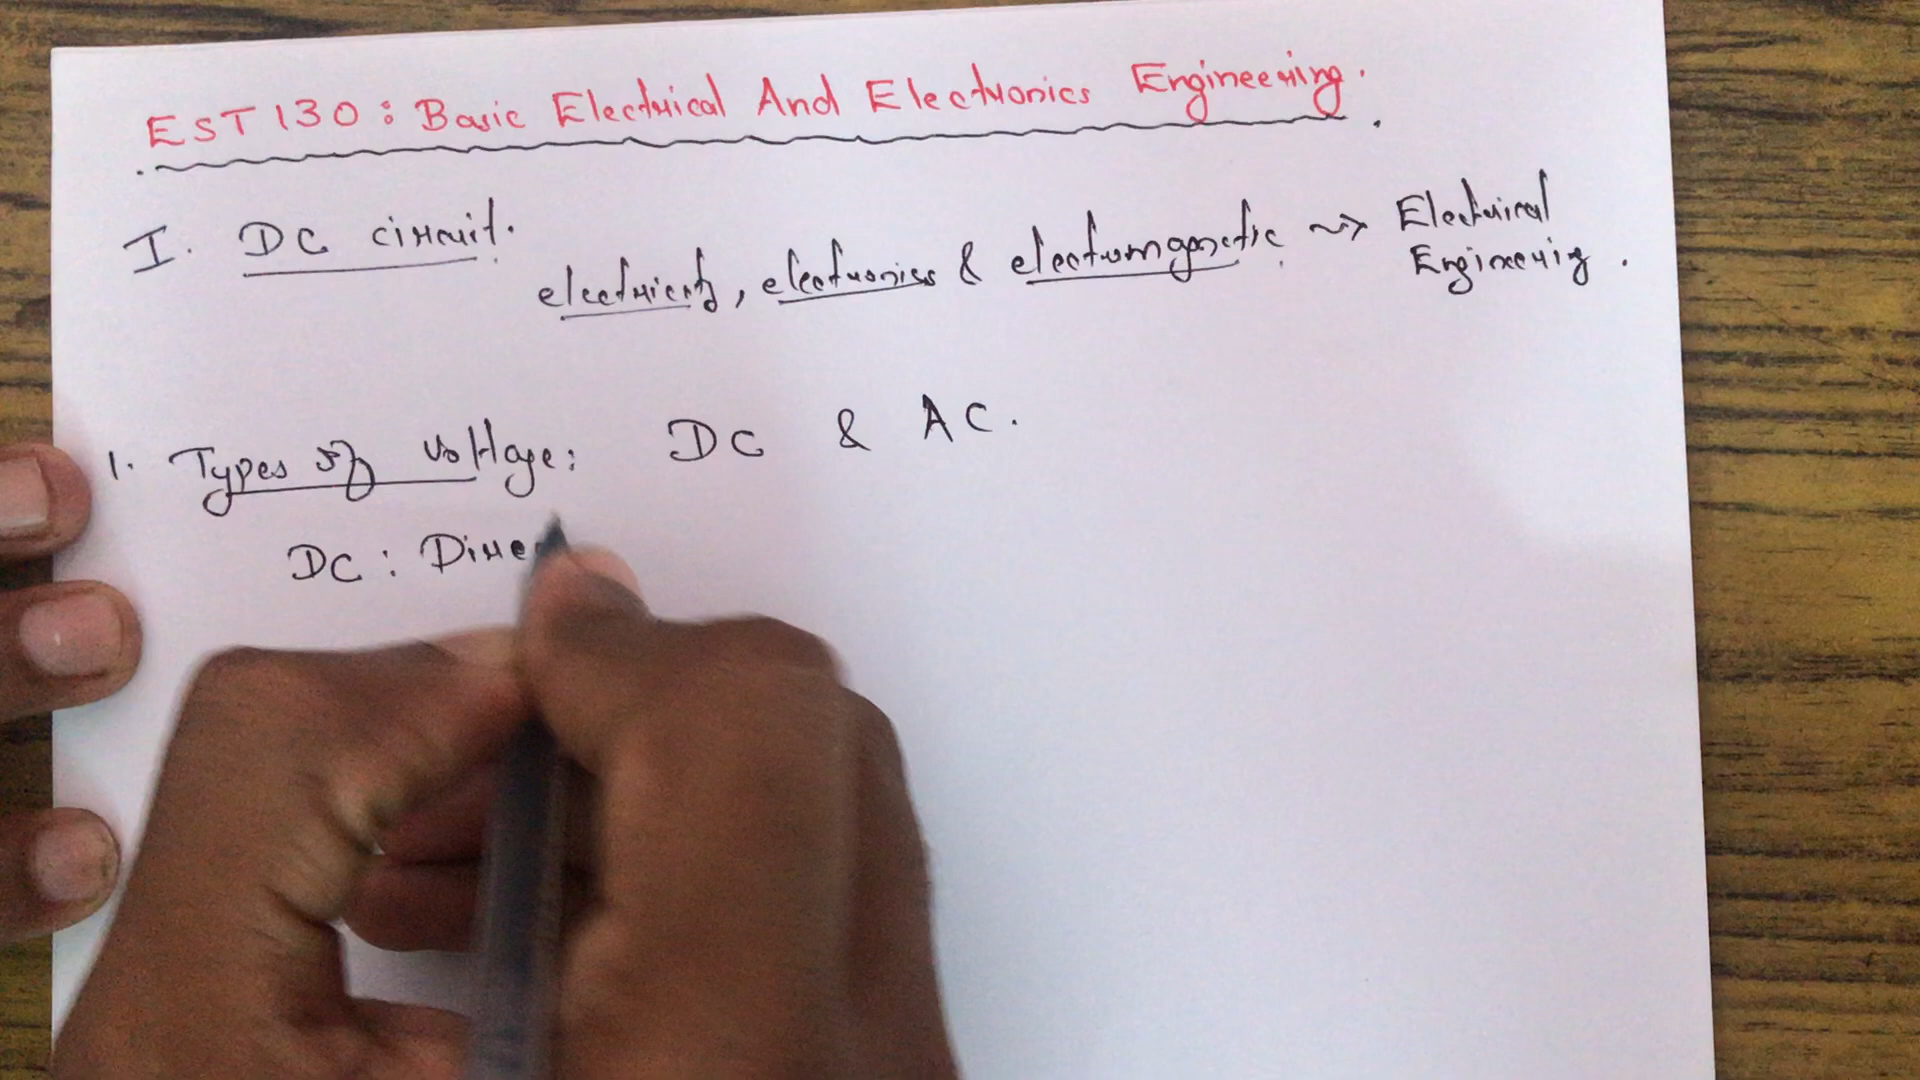 EST 130: Basic Electrical And Electronics Engineering.
I. DC circuit.
electricity, electronics & electromagnetic → Electrical
Engineering.
1. Types of voltage: DC & AC.
DC: Dire